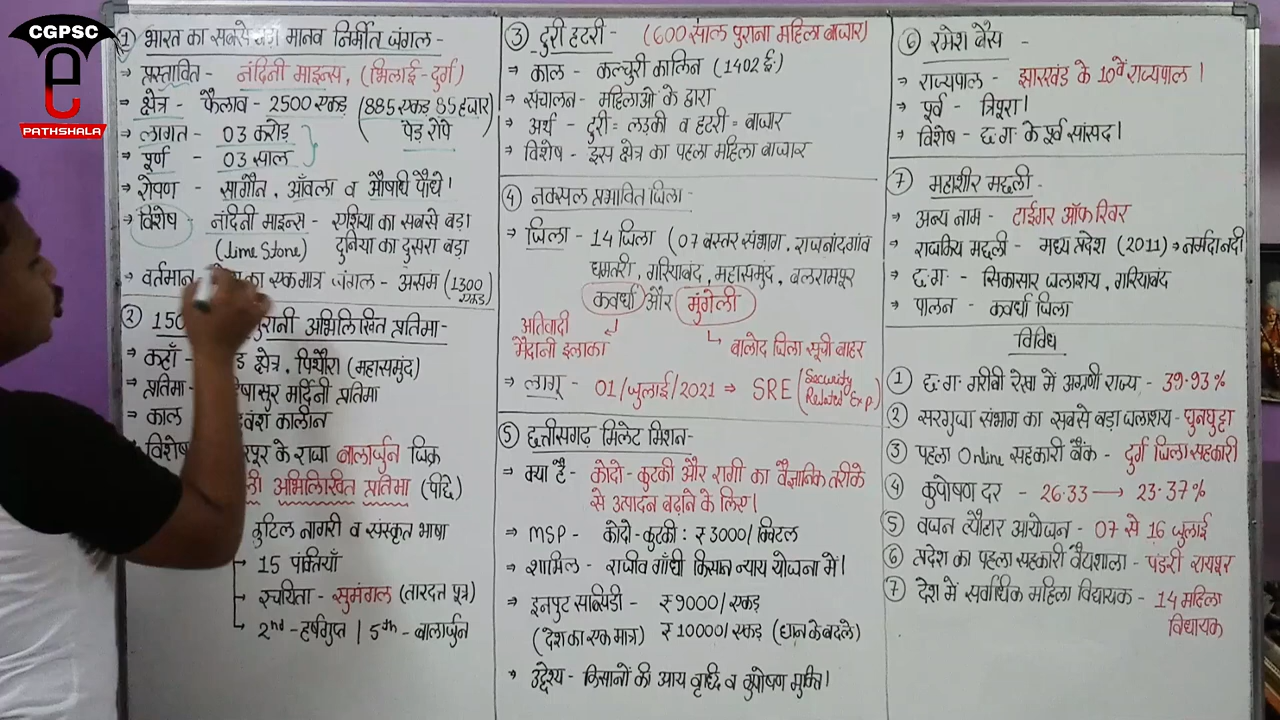 CGPSC
e
PATHSHALA
① भारत का सबसे बड़ा मानव निर्मित जंगल -
→ प्रस्तावित - नंदिनी माइन्स, (भिलाई-दुर्ग)
→ क्षेत्र - फैलाव - 2500 एकड़ (885 एकड़ 85 हजार)
पेड़ रोपे
→ लागत - 03 करोड़
→ पूर्ण - 03 साल
→ रोपण - सागौन, आँवला व औषधि पौधे।
→ विशेष - नंदिनी माइन्स - एशिया का सबसे बड़ा
(lime Stone) दुनिया का दुसरा बड़ा
→ वर्तमान का एकमात्र जंगल - असम (1300 एकड़)
② 150 पुरानी अभिलिखित प्रतिमा -
→ कहाँ - क्षेत्र, पिथौरा (महासमुंद)
→ प्रतिमा - षासुर मर्दिनी प्रतिमा
→ काल वंश कालीन
→ विशेष रपुर के राजा बालार्जुन जिक्र
अभिलिखित प्रतिमा (पंद्दि)
कुटिल नागरी व संस्कृत भाषा
→ 15 पंक्तियाँ
→ रचयिता - सुमंगल (तारदत्त पुत्र)
→ 2nd - हर्षगुप्त | 5th - बालार्जुन
③ टुरी हटरी - (600 साल पुराना महिला बाजार)
→ काल - कल्चुरी कालिन (1402 ई॰)
→ संचालन - महिलाओ के द्वारा
→ अर्थ - टुरी = लड़की व हटरी = बाजार
→ विशेष - इस क्षेत्र का पहला महिला बाजार
④ नक्सल प्रभावित जिला -
→ जिला - 14 जिला (07 बस्तर संभाग, राजनांदगांव
धमतरी, गरियाबंद, महासमुंद, बलरामपुर
कवर्धा और मुंगेली
अतिवादी
मैदानी इलाका
↳ बालोद जिला सूची बाहर
→ लागू - 01/जुलाई/2021 → SRE (Security Related Exp.)
⑤ छत्तीसगढ़ मिलेट मिशन -
→ क्या है - कोदो-कुटकी और रागी का वैज्ञानिक तरीके
से उत्पादन बढ़ाने के लिए।
→ MSP - कोदो-कुटकी : ₹3000/क्विंटल
→ शामिल - राजीव गाँधी किसान न्याय योजना में।
→ इनपुट सब्सिडी - ₹9000/एकड़
(देश का एकमात्र) ₹10000/एकड़ (धान के बदले)
→ उद्देश्य - किसानों की आय वृद्धि व कुपोषण मुक्ति।
⑥ रमेश बैस -
→ राज्यपाल - झारखंड के 10वें राज्यपाल।
→ पूर्व - त्रिपुरा।
→ विशेष - छ.ग. के पूर्व सांसद।
⑦ महाशीर मछली -
→ अन्य नाम - टाईगर ऑफ रिवर
→ राजकिय मछली - मध्य प्रदेश (2011) → नर्मदा नदी
→ छ.ग. - सिकासार जलाशय, गरियाबंद
→ पालन - कवर्धा जिला
विविध
① छ.ग. गरीबी रेखा में अग्रणी राज्य - 39.93%
② सरगुजा संभाग का सबसे बड़ा जलाशय - घुनघुट्टा
③ पहला Online सहकारी बैंक - दुर्ग जिला सहकारी
④ कुपोषण दर - 26.33 → 23.37%
⑤ वजन त्यौहार आयोजन - 07 से 16 जुलाई
⑥ प्रदेश का पहला सहकारी वैद्यशाला - पंडरी रायपुर
⑦ देश में सर्वाधिक महिला विधायक - 14 महिला
विधायक